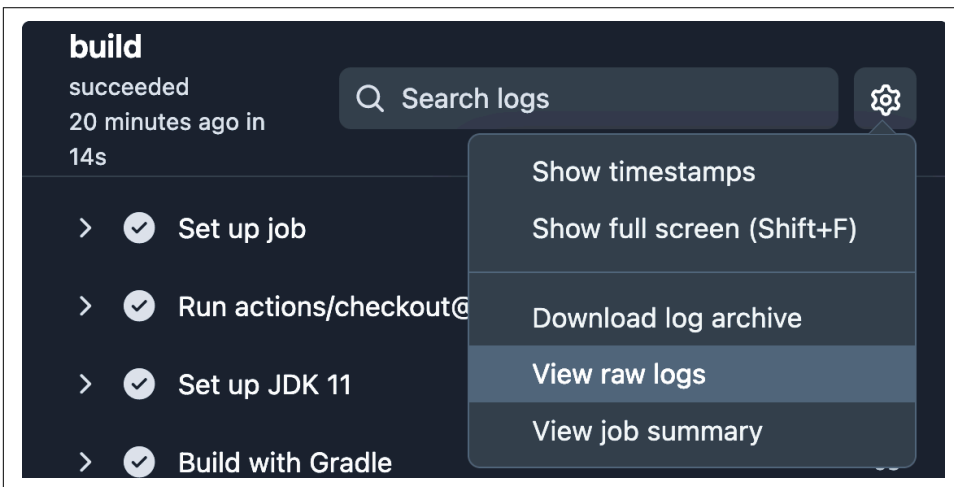 build
succeeded
20 minutes ago in
14s
Search logs
Show timestamps
Show full screen (Shift+F)
Download log archive
View raw logs
View job summary
Set up job
Run actions/checkout@
Set up JDK 11
Build with Gradle